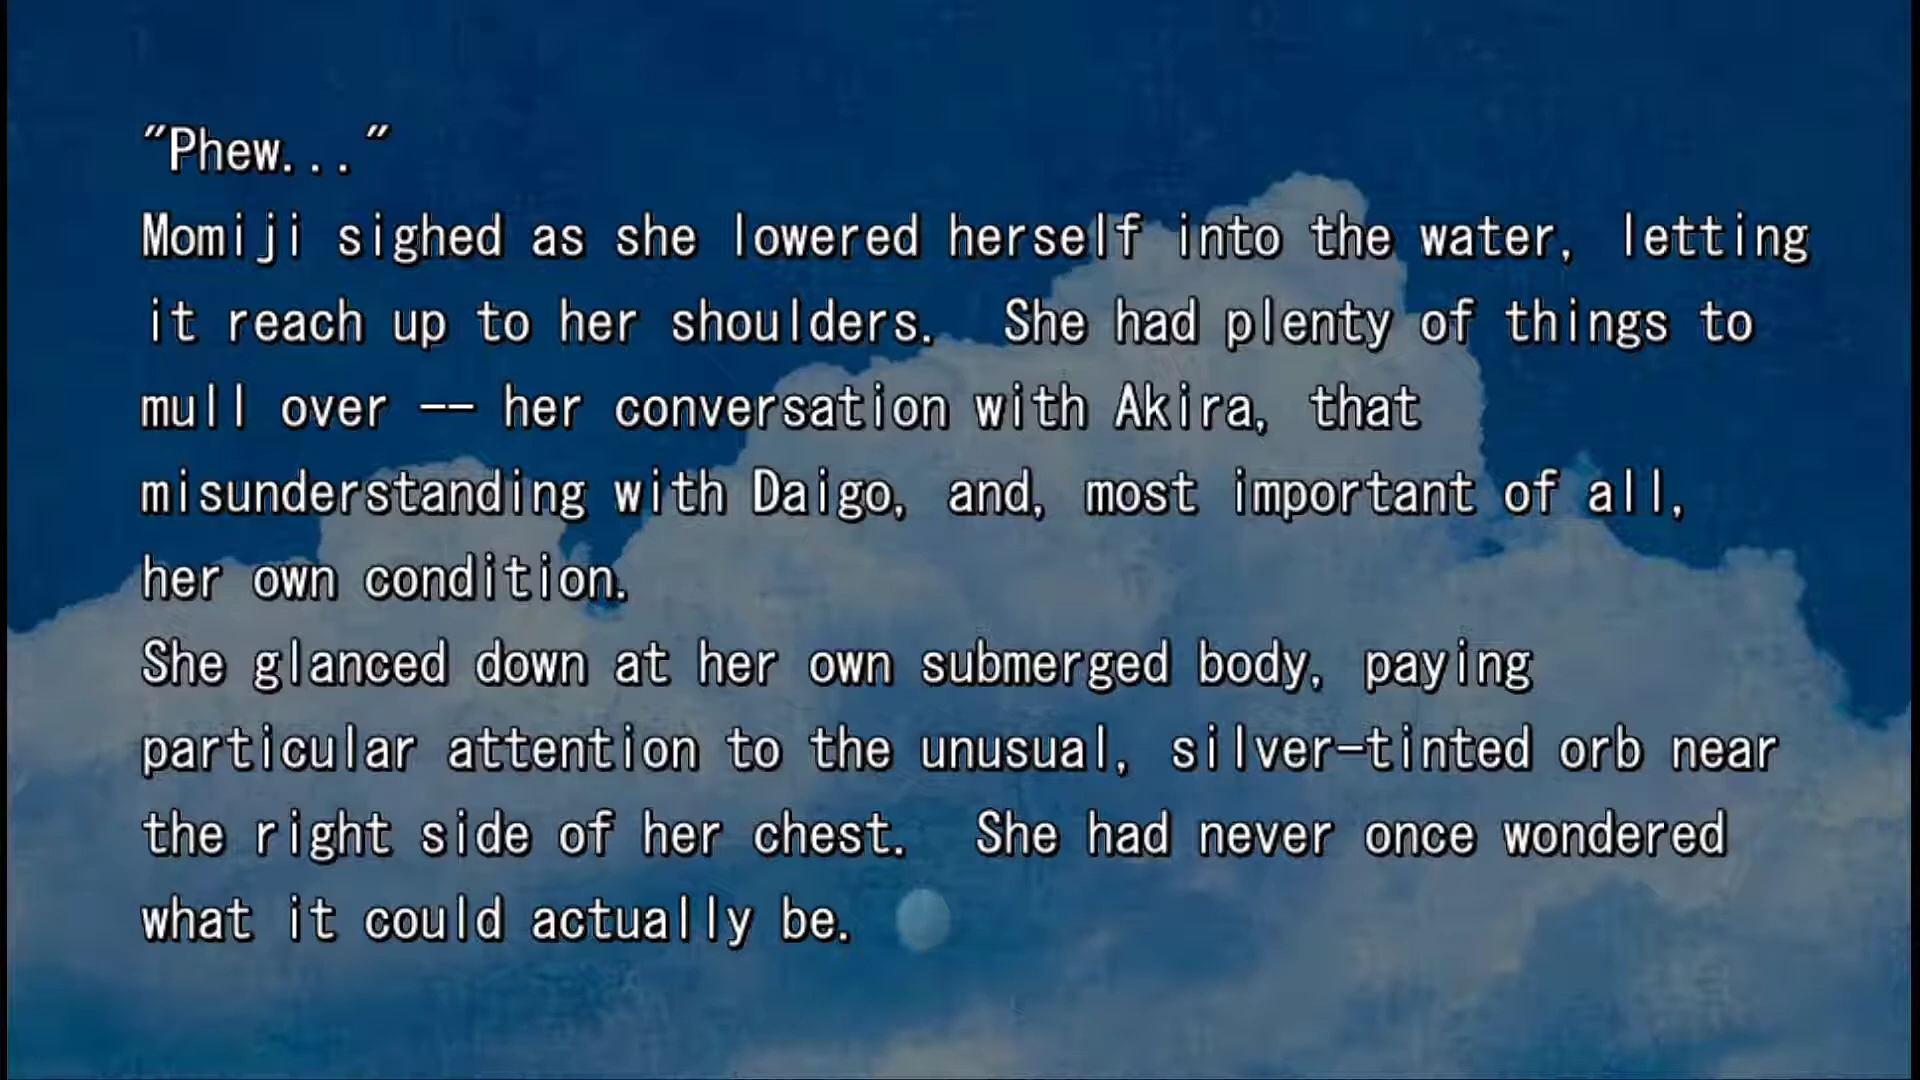 "Phew..."
Momiji sighed as she lowered herself into the water, letting
it reach up to her shoulders.  She had plenty of things to
mull over -- her conversation with Akira, that
misunderstanding with Daigo, and, most important of all,
her own condition.
She glanced down at her own submerged body, paying
particular attention to the unusual, silver-tinted orb near
the right side of her chest.  She had never once wondered
what it could actually be.